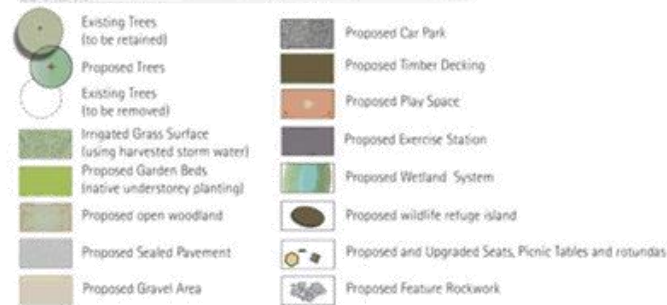 Existing Trees
(to be retained)
Proposed Trees
Existing Trees
(to be removed)
Irrigated Grass Surface
(using harvested storm water)
Proposed Garden Beds
(native understorey planting)
Proposed open woodland
Proposed Sealed Pavement
Proposed Gravel Area
Proposed Car Park
Proposed Timber Decking
Proposed Play Space
Proposed Exercise Station
Proposed Wetland System
Proposed wildlife refuge island
Proposed and Upgraded Seats, Picnic Tables and rotundas
Proposed Feature Rockwork